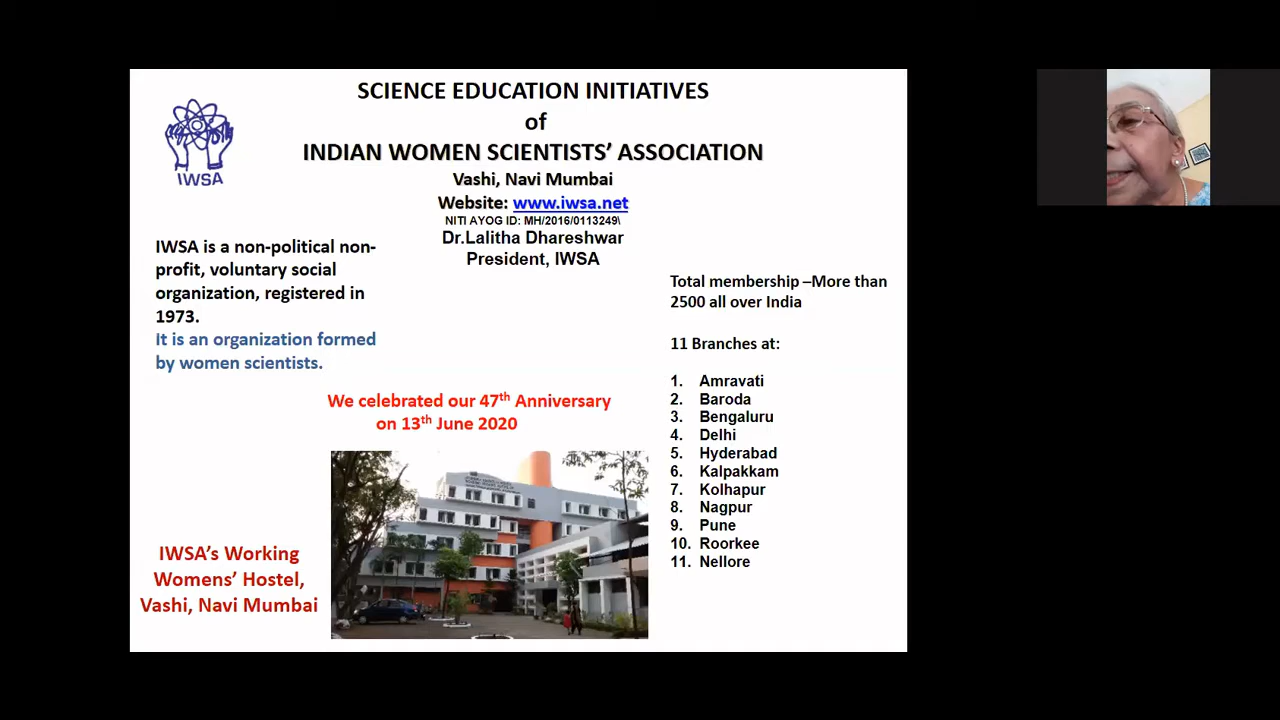 SCIENCE EDUCATION INITIATIVES
of
INDIAN WOMEN SCIENTISTS’ ASSOCIATION
Vashi, Navi Mumbai
Website: www.iwsa.net
NITI AYOG ID: MH/2016/0113249\
Dr.Lalitha Dhareshwar
President, IWSA
IWSA
IWSA is a non-political non-
profit, voluntary social
organization, registered in
1973.
It is an organization formed
by women scientists.
We celebrated our 47th Anniversary
on 13th June 2020
IWSA’s Working
Womens’ Hostel,
Vashi, Navi Mumbai
Total membership –More than
2500 all over India
11 Branches at:
1. Amravati
2. Baroda
3. Bengaluru
4. Delhi
5. Hyderabad
6. Kalpakkam
7. Kolhapur
8. Nagpur
9. Pune
10. Roorkee
11. Nellore